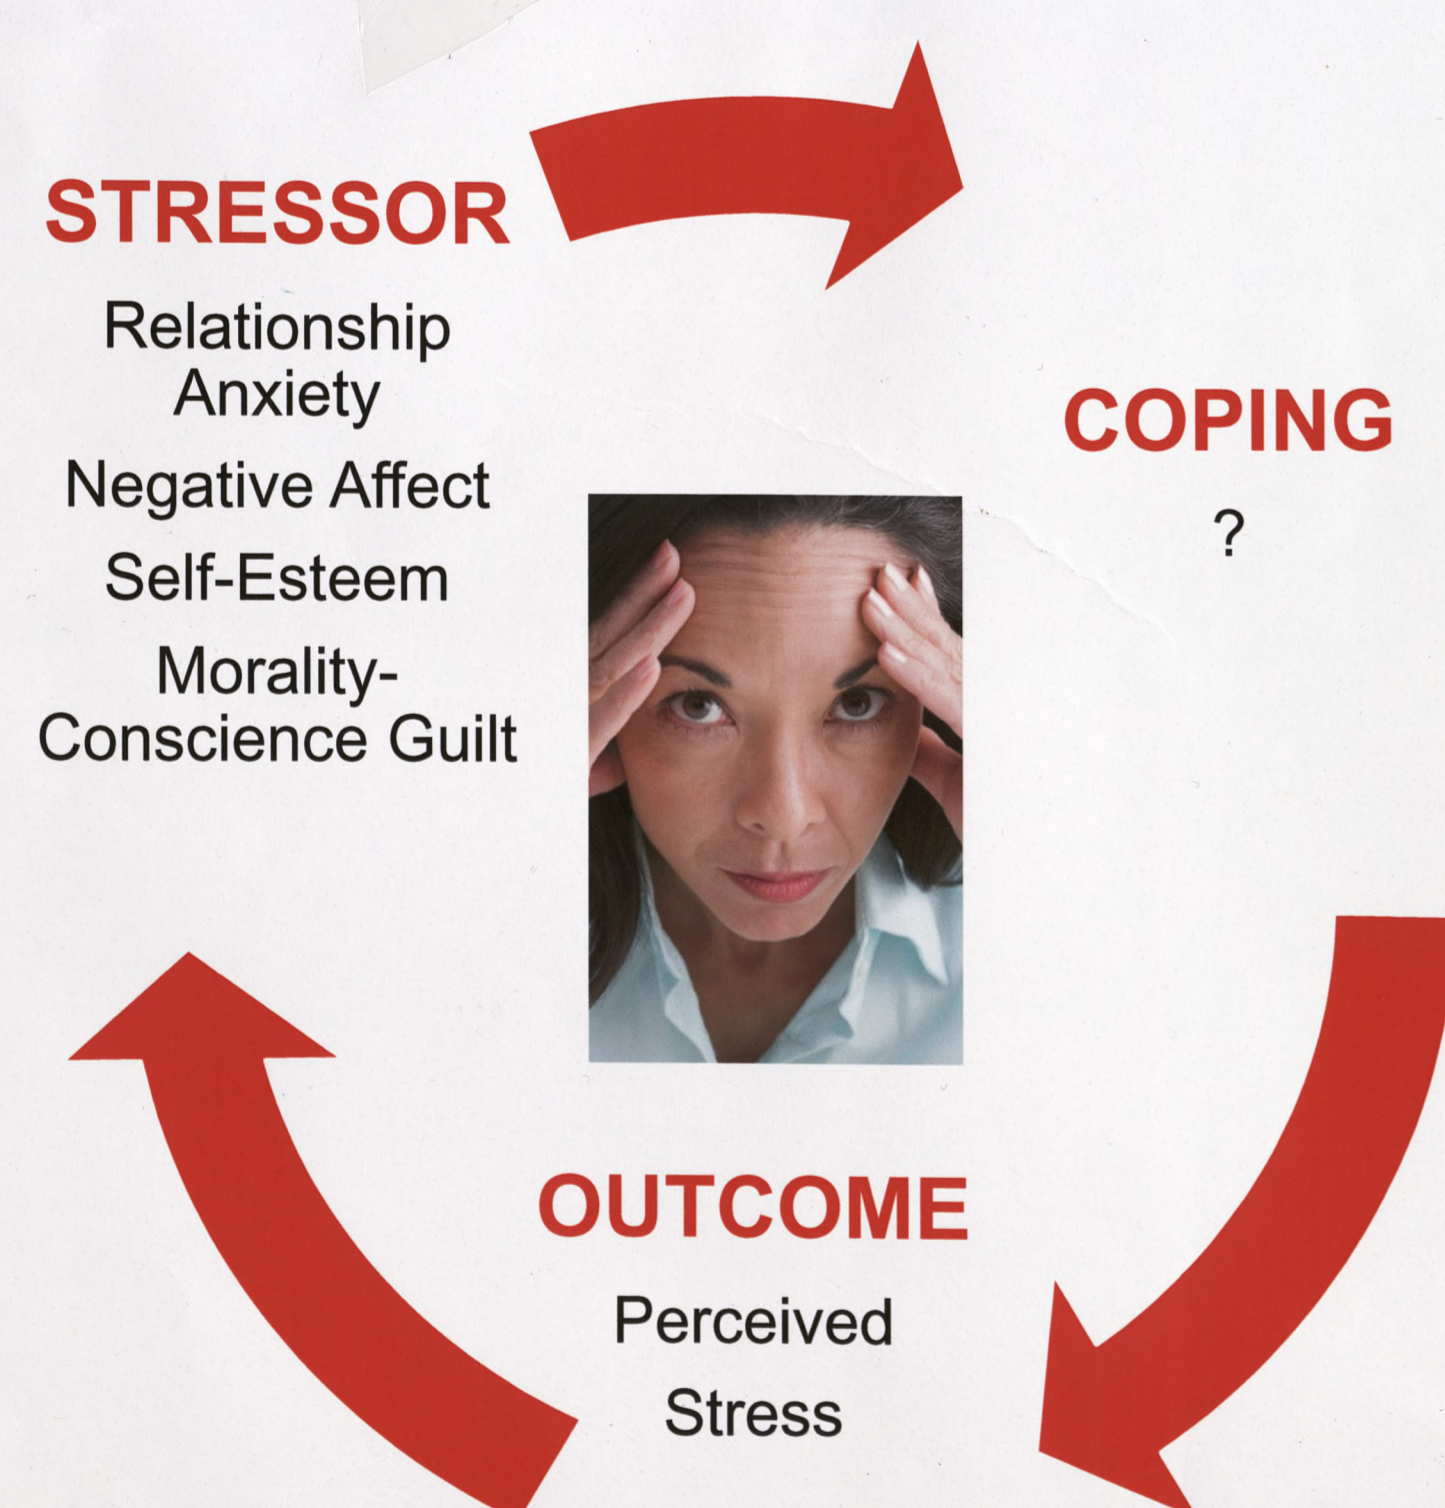 STRESSOR
Relationship
Anxiety
Negative Affect
Self-Esteem
Morality-
Conscience Guilt
COPING
?
OUTCOME
Perceived
Stress